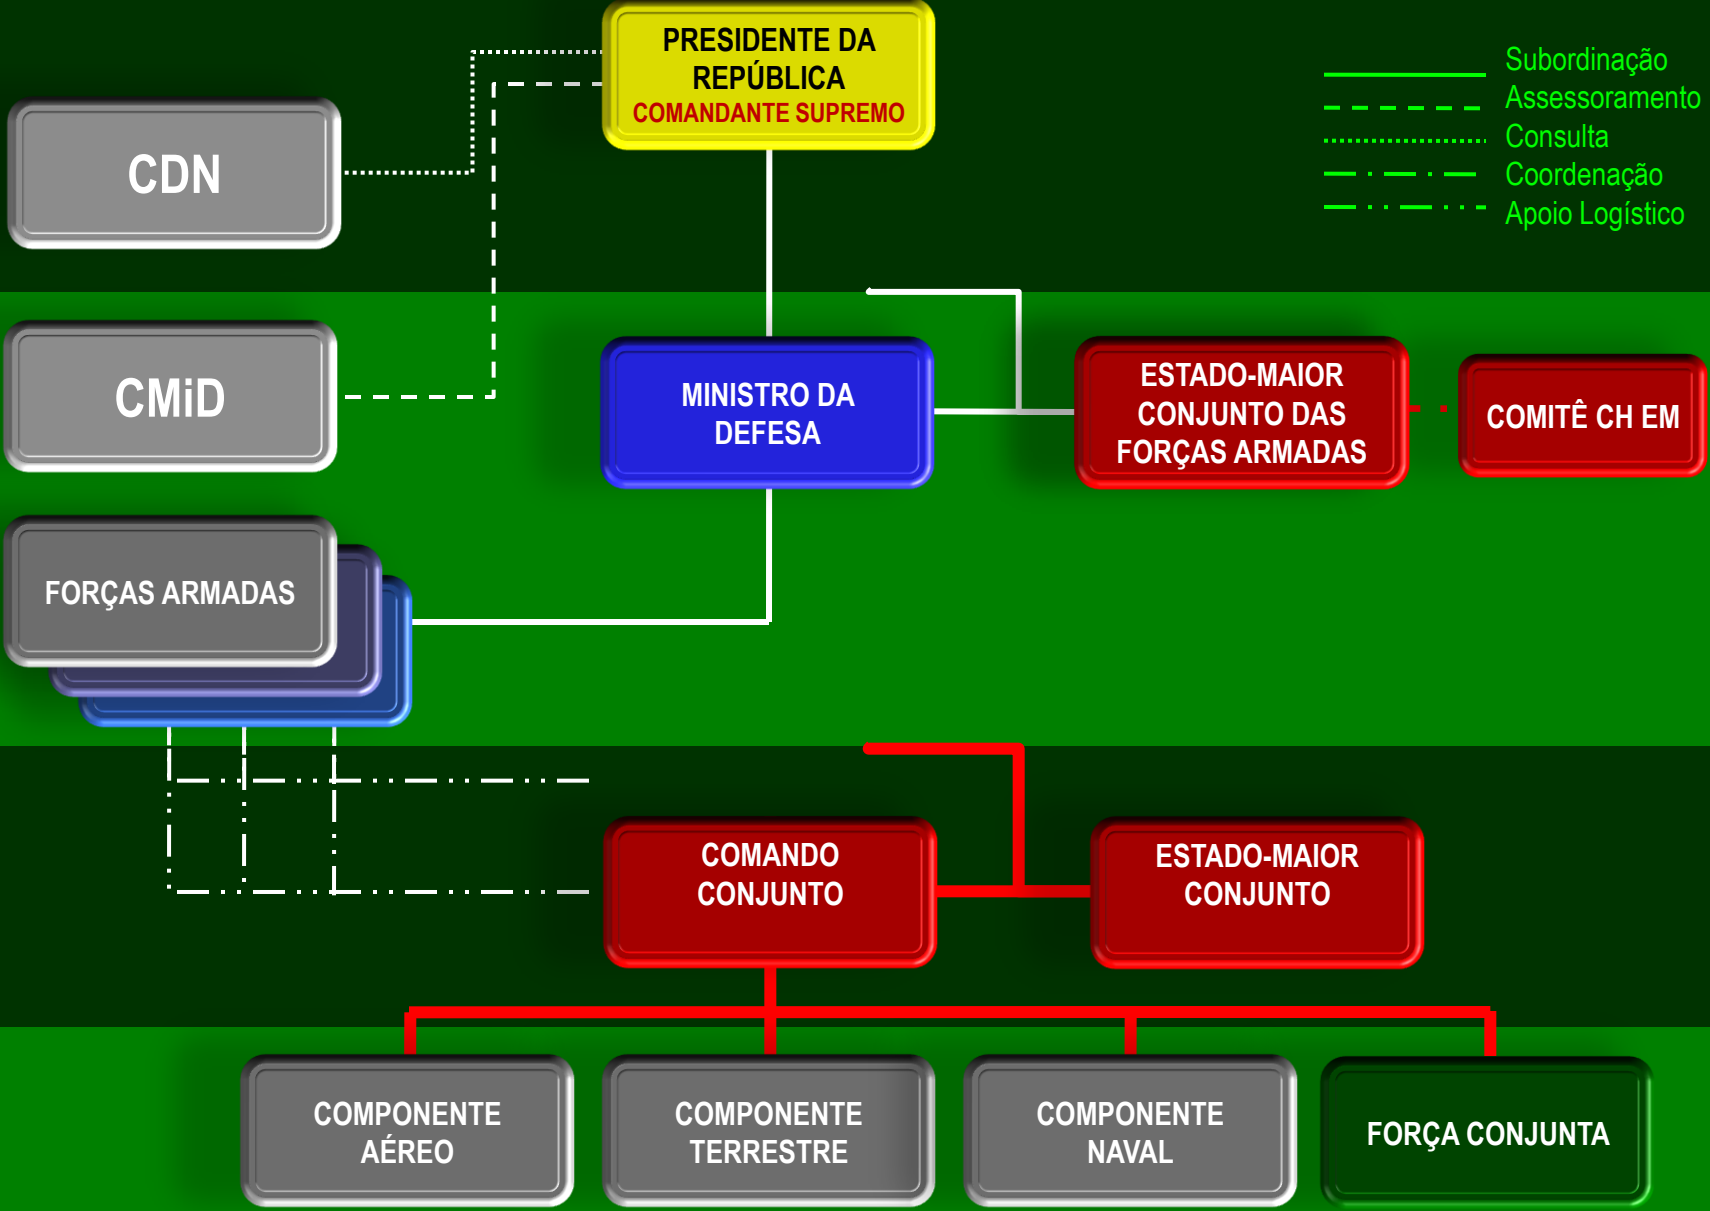 PRESIDENTE DA
REPÚBLICA
COMANDANTE SUPREMO
Subordinação
Assessoramento
Consulta
Coordenação
Apoio Logístico
CDN
CMiD
MINISTRO DA
DEFESA
ESTADO-MAIOR
CONJUNTO DAS
FORÇAS ARMADAS
COMITÊ CH EM
FORÇAS ARMADAS
COMANDO
CONJUNTO
ESTADO-MAIOR
CONJUNTO
COMPONENTE
AÉREO
COMPONENTE
TERRESTRE
COMPONENTE
NAVAL
FORÇA CONJUNTA